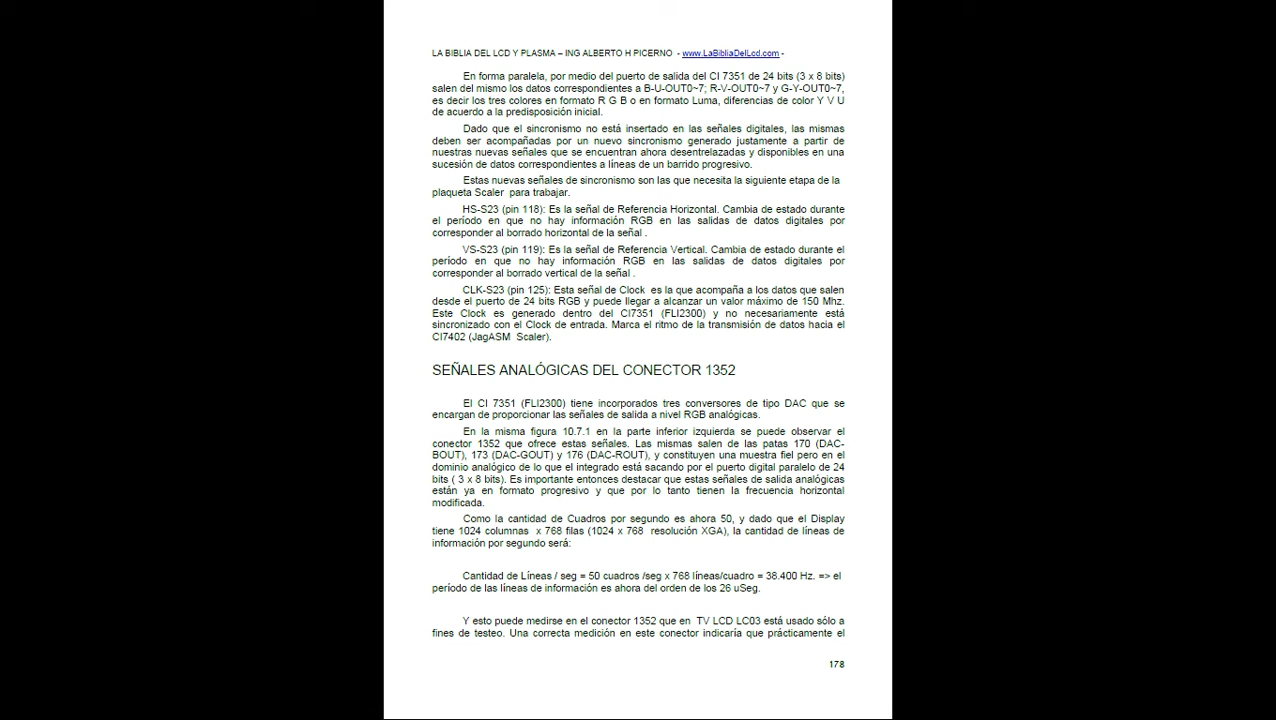 LA BIBLIA DEL LCD Y PLASMA – ING ALBERTO H PICERNO - www.LaBibliaDelLcd.com -
En forma paralela, por medio del puerto de salida del CI 7351 de 24 bits (3 x 8 bits)
salen del mismo los datos correspondientes a B-U-OUT0~7; R-V-OUT0~7 y G-Y-OUT0~7,
es decir los tres colores en formato R G B o en formato Luma, diferencias de color Y V U
de acuerdo a la predisposición inicial.
Dado que el sincronismo no está insertado en las señales digitales, las mismas
deben ser acompañadas por un nuevo sincronismo generado justamente a partir de
nuestras nuevas señales que se encuentran ahora desentrelazadas y disponibles en una
sucesión de datos correspondientes a líneas de un barrido progresivo.
Estas nuevas señales de sincronismo son las que necesita la siguiente etapa de la
plaqueta Scaler para trabajar.
HS-S23 (pin 118): Es la señal de Referencia Horizontal. Cambia de estado durante
el período en que no hay información RGB en las salidas de datos digitales por
corresponder al borrado horizontal de la señal .
VS-S23 (pin 119): Es la señal de Referencia Vertical. Cambia de estado durante el
período en que no hay información RGB en las salidas de datos digitales por
corresponder al borrado vertical de la señal .
CLK-S23 (pin 125): Esta señal de Clock es la que acompaña a los datos que salen
desde el puerto de 24 bits RGB y puede llegar a alcanzar un valor máximo de 150 Mhz.
Este Clock es generado dentro del CI7351 (FLI2300) y no necesariamente está
sincronizado con el Clock de entrada. Marca el ritmo de la transmisión de datos hacia el
CI7402 (JagASM Scaler).
SEÑALES ANALÓGICAS DEL CONECTOR 1352
El CI 7351 (FLI2300) tiene incorporados tres conversores de tipo DAC que se
encargan de proporcionar las señales de salida a nivel RGB analógicas.
En la misma figura 10.7.1 en la parte inferior izquierda se puede observar el
conector 1352 que ofrece estas señales. Las mismas salen de las patas 170 (DAC-
BOUT), 173 (DAC-GOUT) y 176 (DAC-ROUT), y constituyen una muestra fiel pero en el
dominio analógico de lo que el integrado está sacando por el puerto digital paralelo de 24
bits ( 3 x 8 bits). Es importante entonces destacar que estas señales de salida analógicas
están ya en formato progresivo y que por lo tanto tienen la frecuencia horizontal
modificada.
Como la cantidad de Cuadros por segundo es ahora 50, y dado que el Display
tiene 1024 columnas x 768 filas (1024 x 768 resolución XGA), la cantidad de líneas de
información por segundo será:
Cantidad de Líneas / seg = 50 cuadros /seg x 768 líneas/cuadro = 38.400 Hz. => el
período de las líneas de información es ahora del orden de los 26 uSeg.
Y esto puede medirse en el conector 1352 que en TV LCD LC03 está usado sólo a
fines de testeo. Una correcta medición en este conector indicaría que prácticamente el
178